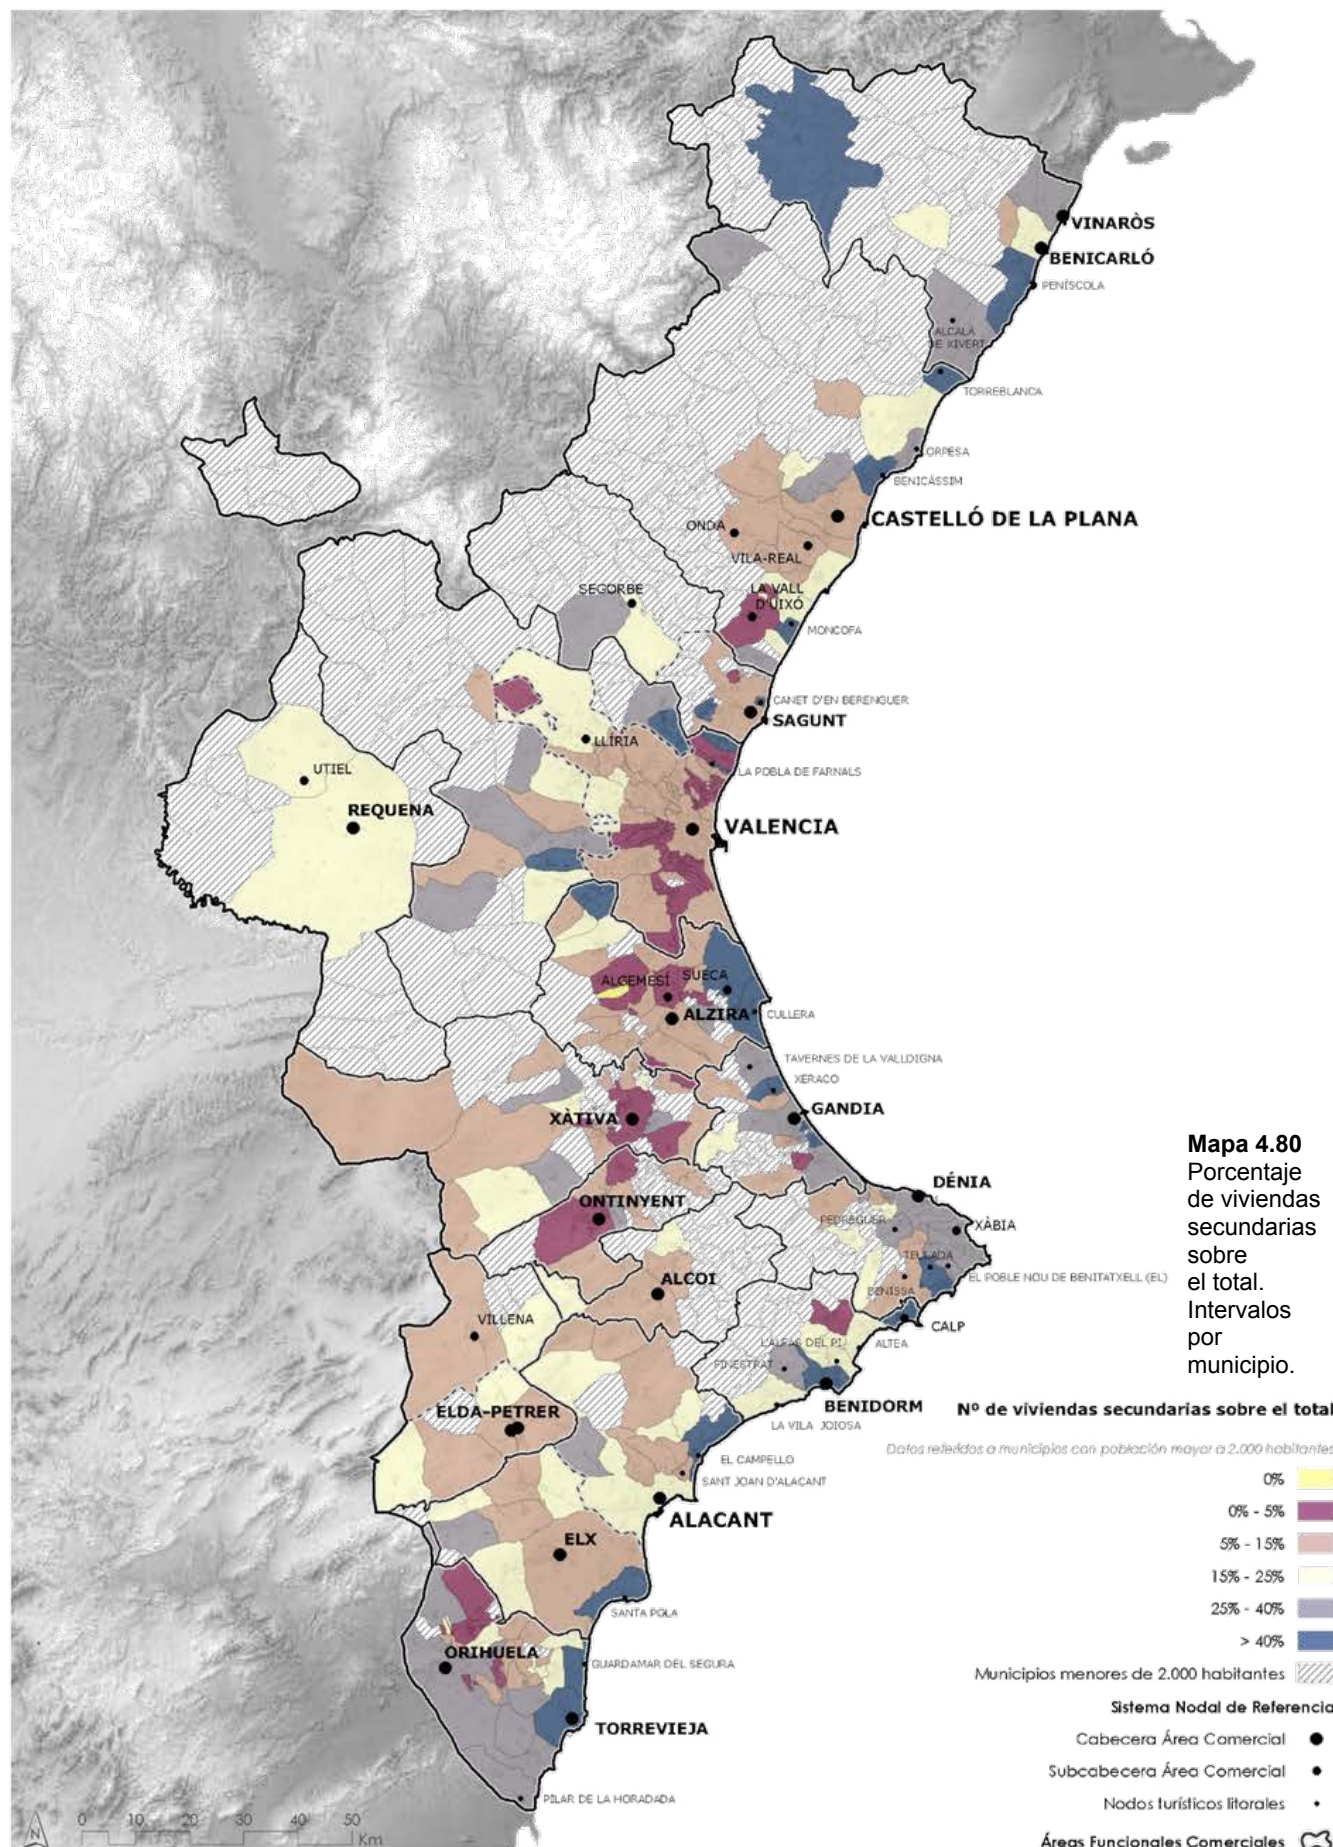 VINARÒS
BENICARLÓ
PENÍSCOLA
ALCALÀ
DE XIVERT
TORREBLANCA
ORPESA
BENICÀSSIM
CASTELLÓ DE LA PLANA
ONDA
VILA-REAL
SEGORBE
LA VALL
D'UIXÓ
MONCOFA
CANET D'EN BERENGUER
SAGUNT
LLÍRIA
LA POBLA DE FARNALS
UTIEL
REQUENA
VALENCIA
ALGEMESÍ
SUECA
ALZIRA
CULLERA
TAVERNES DE LA VALLDIGNA
XERACO
XÀTIVA
GANDIA
Mapa 4.80
Porcentaje
de viviendas
secundarias
sobre
el total.
Intervalos
por
municipio.
DÉNIA
ONTINYENT
PEDREGUER
XÀBIA
TEULADA
EL POBLE NOU DE BENITATXELL (EL)
ALCOI
BENISSA
VILLENA
CALP
L'ALFÀS DEL PI
ALTEA
FINESTRAT
BENIDORM
LA VILA JOIOSA
ELDA-PETRER
EL CAMPELLO
SANT JOAN D'ALACANT
ALACANT
ELX
SANTA POLA
ORIHUELA
GUARDAMAR DEL SEGURA
TORREVIEJA
PILAR DE LA HORADADA
Nº de viviendas secundarias sobre el total
Datos referidos a municipios con población mayor a 2.000 habitantes
0%
0% - 5%
5% - 15%
15% - 25%
25% - 40%
> 40%
Municipios menores de 2.000 habitantes
Sistema Nodal de Referencia
Cabecera Área Comercial
Subcabecera Área Comercial
Nodos turísticos litorales
Áreas Funcionales Comerciales
N
0 10 20 30 40 50
Km